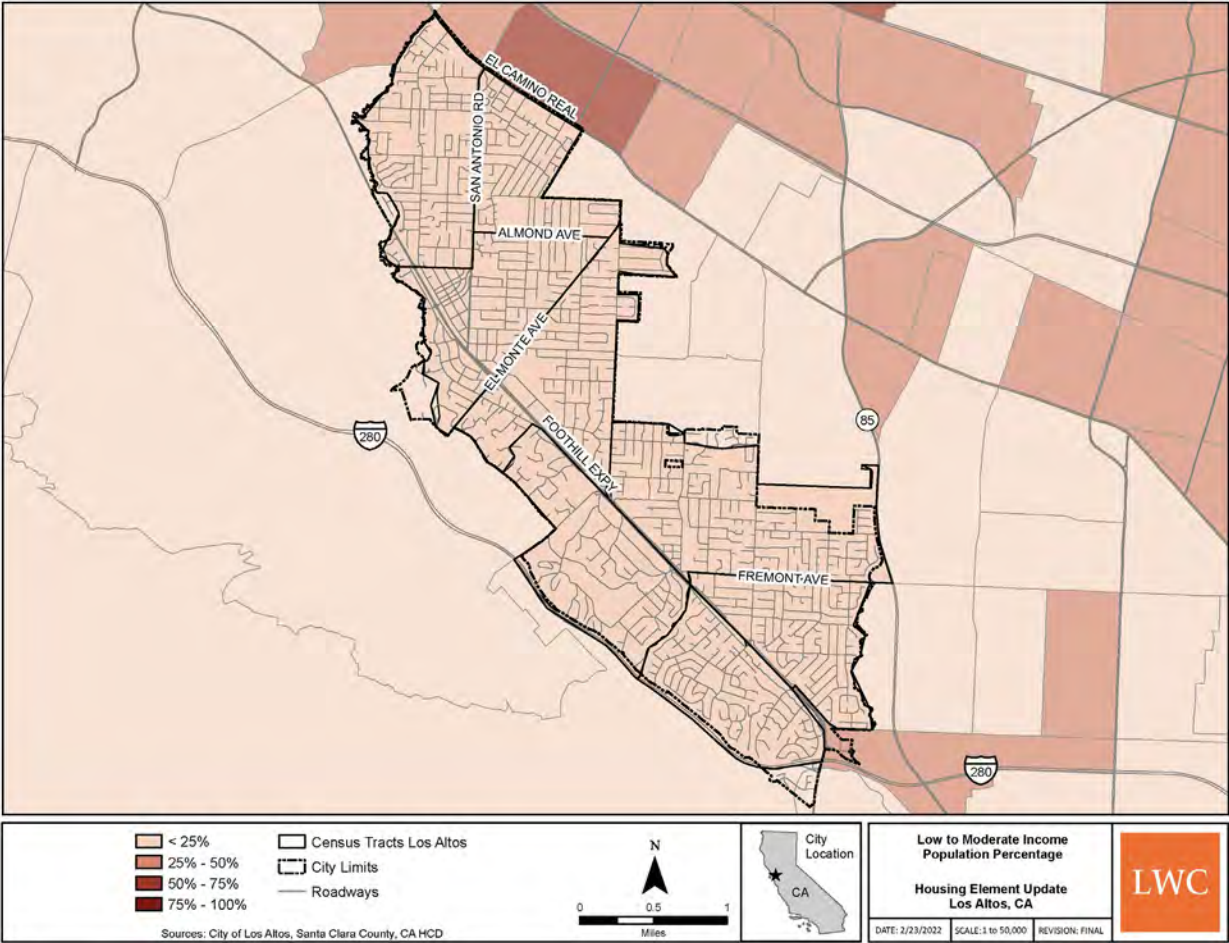 EL CAMINO REAL
SAN ANTONIO RD
ALMOND AVE
EL MONTE AVE
FOOTHILL EXPY
FREMONT AVE
280
85
280
< 25%
25% - 50%
50% - 75%
75% - 100%
Census Tracts Los Altos
City Limits
Roadways
Sources: City of Los Altos, Santa Clara County, CA HCD
N
0 0.5 1
Miles
City
Location
CA
Low to Moderate Income
Population Percentage
Housing Element Update
Los Altos, CA
DATE: 2/23/2022 SCALE: 1 to 50,000 REVISION: FINAL
LWC